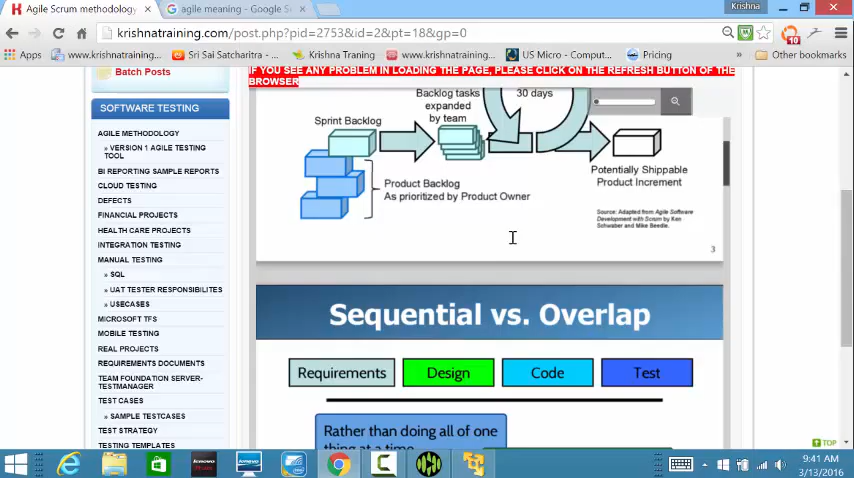 Agile Scrum methodology
agile meaning - Google S
Krishna
krishnatraining.com/post.php?pid=2753&id=2&pt=18&gp=0
10
Apps
www.krishnatraining...
Sri Sai Satcharitra - ...
Krishna Traning
www.krishnatraining...
US Micro - Comput...
Pricing
»
Other bookmarks
Batch Posts
IF YOU SEE ANY PROBLEM IN LOADING THE PAGE, PLEASE CLICK ON THE REFRESH BUTTON OF THE
BROWSER
SOFTWARE TESTING
AGILE METHODOLOGY
» VERSION 1 AGILE TESTING
TOOL
BI REPORTING SAMPLE REPORTS
CLOUD TESTING
DEFECTS
FINANCIAL PROJECTS
HEALTH CARE PROJECTS
INTEGRATION TESTING
MANUAL TESTING
» SQL
» UAT TESTER RESPONSIBILITES
» USECASES
MICROSOFT TFS
MOBILE TESTING
REAL PROJECTS
REQUIREMENTS DOCUMENTS
TEAM FOUNDATION SERVER-
TESTMANAGER
TEST CASES
» SAMPLE TESTCASES
TEST STRATEGY
TESTING TEMPLATES
Backlog tasks
expanded
by team
30 days
Sprint Backlog
Product Backlog
As prioritized by Product Owner
Potentially Shippable
Product Increment
Source: Adapted from Agile Software
Development with Scrum by Ken
Schwaber and Mike Beedle.
3
Sequential vs. Overlap
Requirements
Design
Code
Test
Rather than doing all of one
thing at a time
TOP
lenovo
9:41 AM
3/13/2016